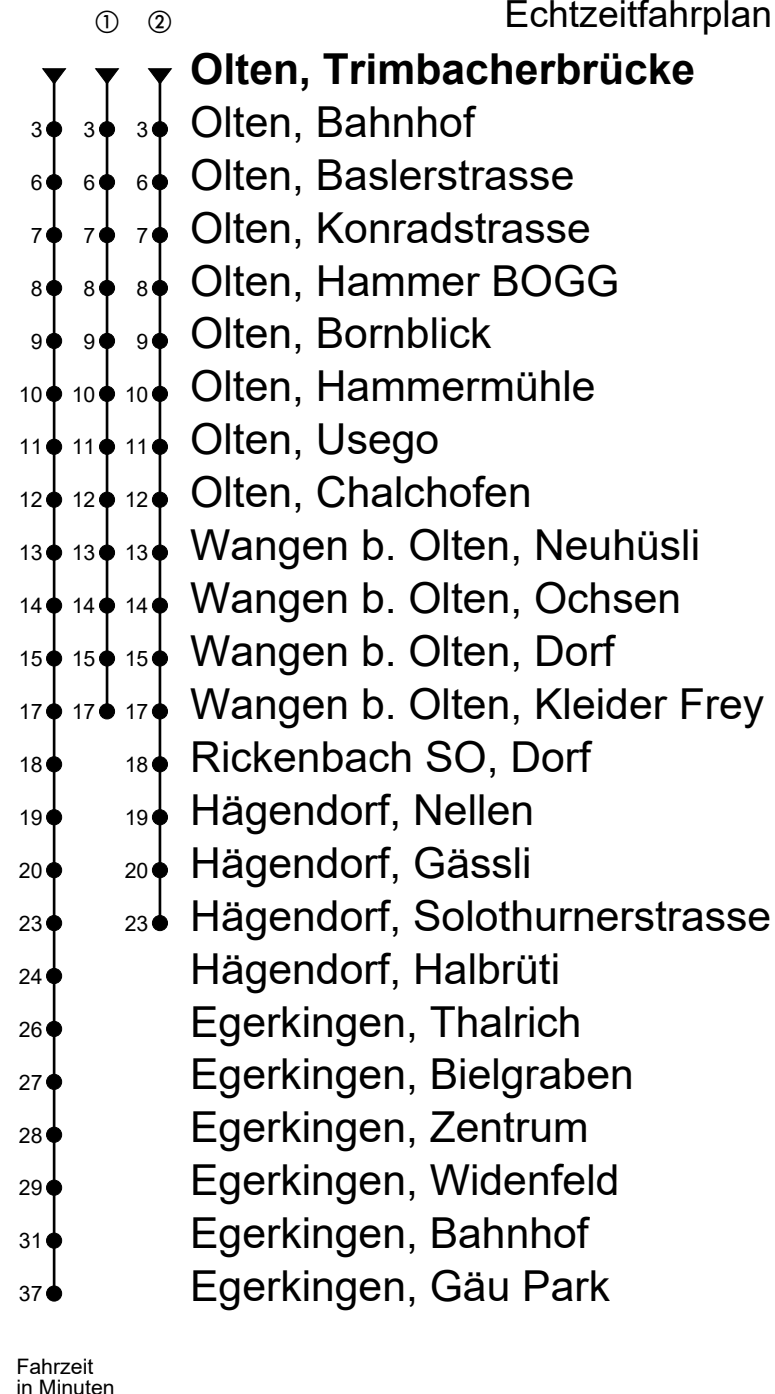 ① ② Echtzeitfahrplan
Olten, Trimbacherbrücke
3 3 3 Olten, Bahnhof
6 6 6 Olten, Baslerstrasse
7 7 7 Olten, Konradstrasse
8 8 8 Olten, Hammer BOGG
9 9 9 Olten, Bornblick
10 10 10 Olten, Hammermühle
11 11 11 Olten, Usego
12 12 12 Olten, Chalchofen
13 13 13 Wangen b. Olten, Neuhüsli
14 14 14 Wangen b. Olten, Ochsen
15 15 15 Wangen b. Olten, Dorf
17 17 17 Wangen b. Olten, Kleider Frey
18 18 Rickenbach SO, Dorf
19 19 Hägendorf, Nellen
20 20 Hägendorf, Gässli
23 23 Hägendorf, Solothurnerstrasse
24 Hägendorf, Halbrüti
26 Egerkingen, Thalrich
27 Egerkingen, Bielgraben
28 Egerkingen, Zentrum
29 Egerkingen, Widenfeld
31 Egerkingen, Bahnhof
37 Egerkingen, Gäu Park
Fahrzeit
in Minuten